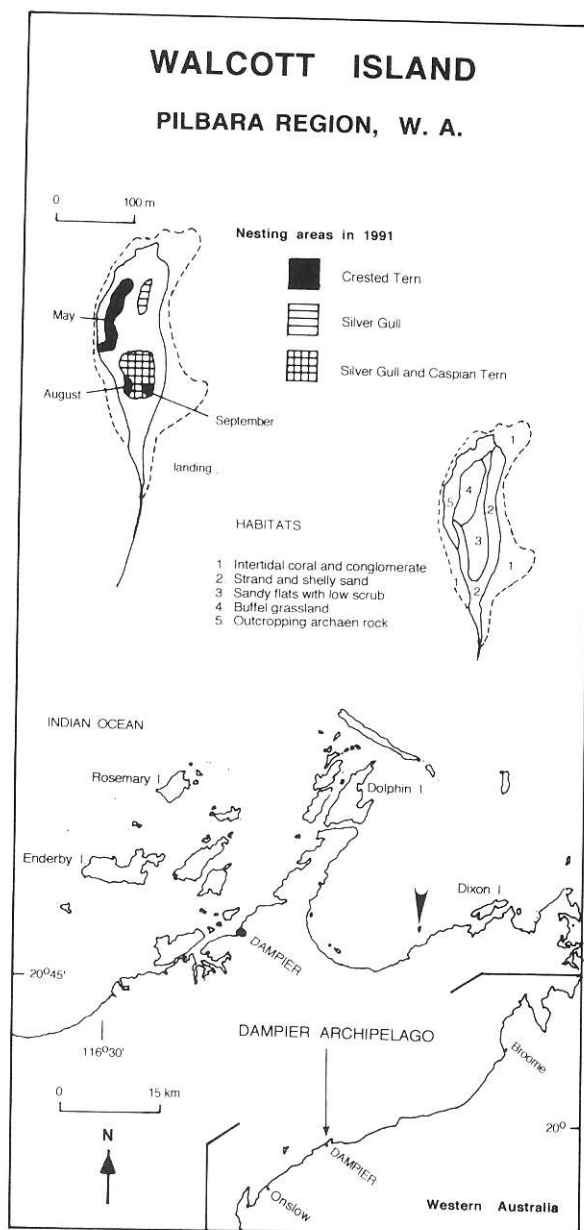 WALCOTT ISLAND
PILBARA REGION, W. A.
0 100 m
Nesting areas in 1991
Crested Tern
Silver Gull
Silver Gull and Caspian Tern
May
August
September
landing
HABITATS
1 Intertidal coral and conglomerate
2 Strand and shelly sand
3 Sandy flats with low scrub
4 Buffel grassland
5 Outcropping archaen rock
1
4
5
2
3
1
2
INDIAN OCEAN
Rosemary I
Dolphin I
Enderby I
Dixon I
DAMPIER
20°45'
116°30'
DAMPIER ARCHIPELAGO
Broome
0 15 km
20°
N
DAMPIER
Onslow
Western Australia